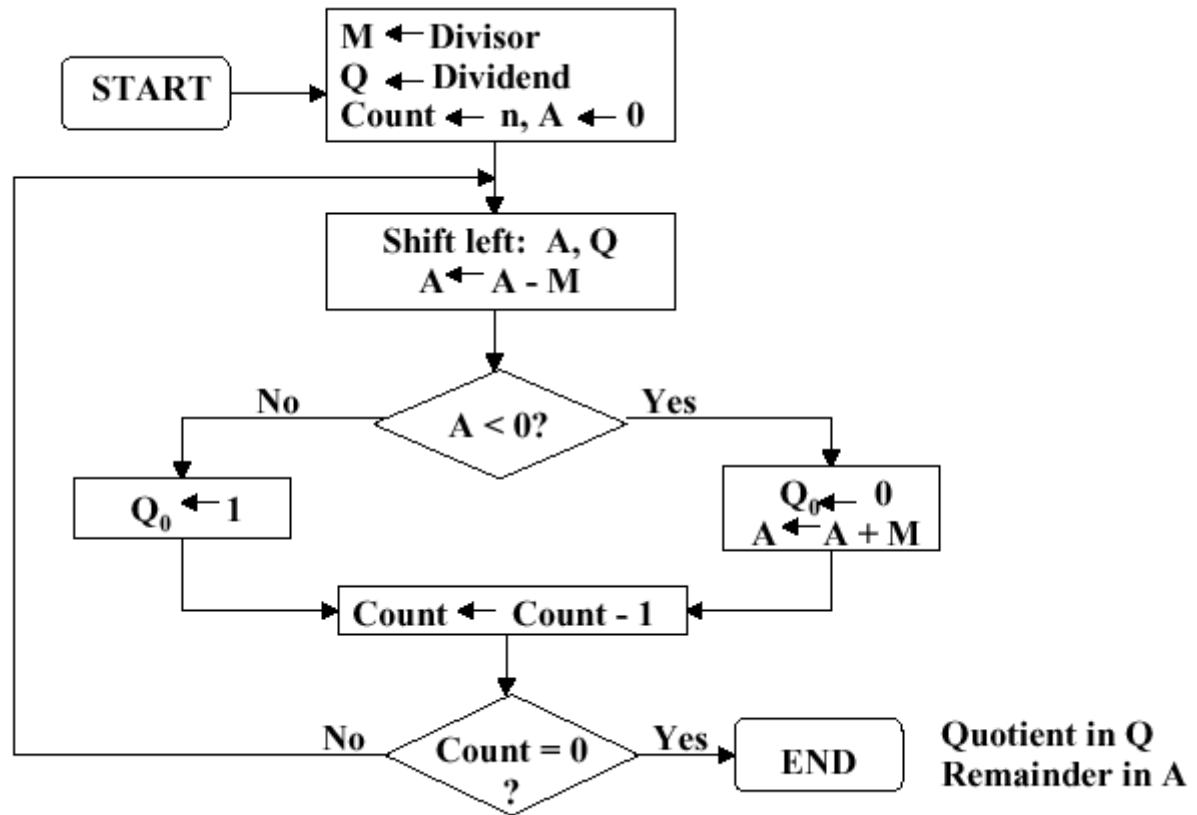 START
M ← Divisor
Q ← Dividend
Count ← n, A ← 0
Shift left: A, Q
A ← A - M
No
A < 0?
Yes
Q₀ ← 1
Q₀ ← 0
A ← A + M
Count ← Count - 1
No
Count = 0
?
Yes
END
Quotient in Q
Remainder in A